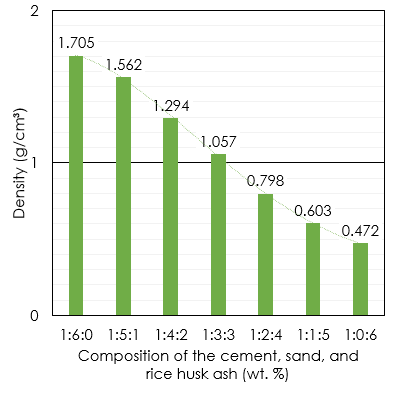 2
1.705
1.562
1.294
1.057
1
0.798
0.603
0.472
0
Density (g/cm³)
1:6:0 1:5:1 1:4:2 1:3:3 1:2:4 1:1:5 1:0:6
Composition of the cement, sand, and
rice husk ash (wt. %)